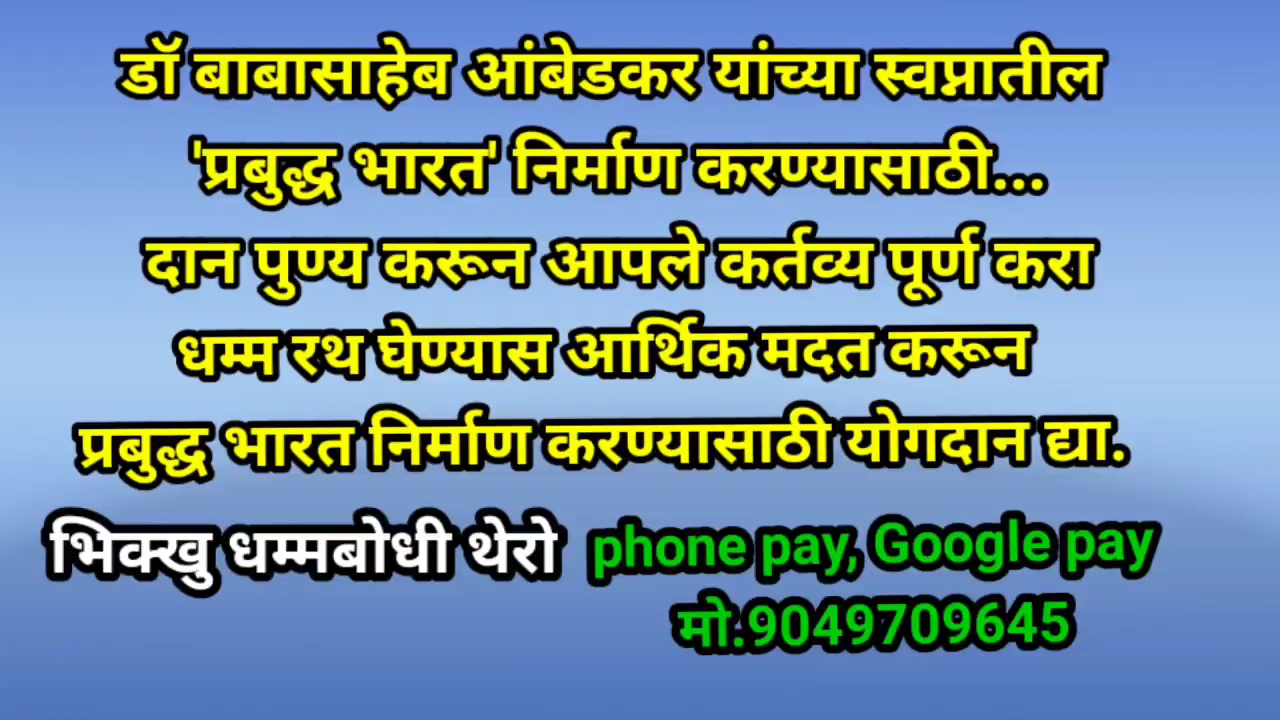 डॉ बाबासाहेब आंबेडकर यांच्या स्वप्नातील
'प्रबुद्ध भारत' निर्माण करण्यासाठी...
दान पुण्य करून आपले कर्तव्य पूर्ण करा
धम्म रथ घेण्यास आर्थिक मदत करून
प्रबुद्ध भारत निर्माण करण्यासाठी योगदान द्या.
भिक्खु धम्मबोधी थेरो phone pay, Google pay
मो.9049709645